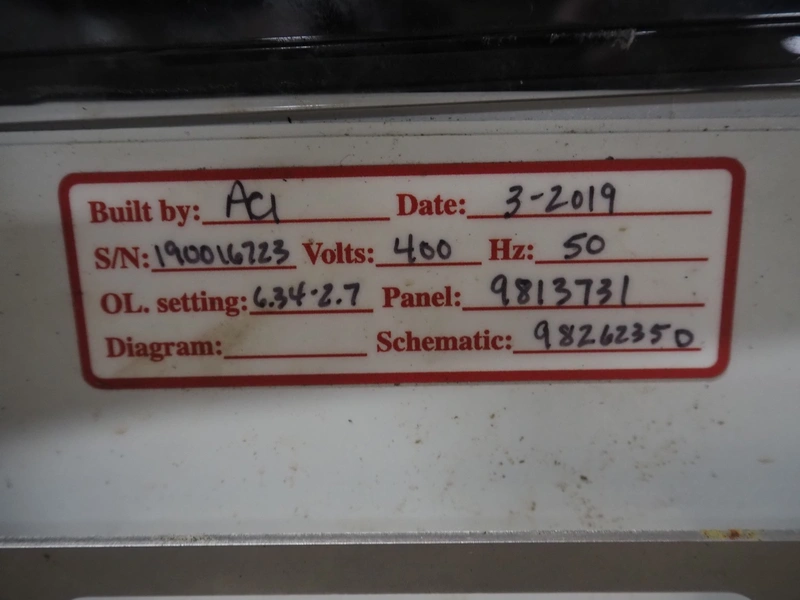 Built by: ACI Date: 3-2019
S/N: 190016723 Volts: 400 Hz: 50
OL. setting: 6.34-2.7 Panel: 9813731
Diagram: Schematic: 98262350